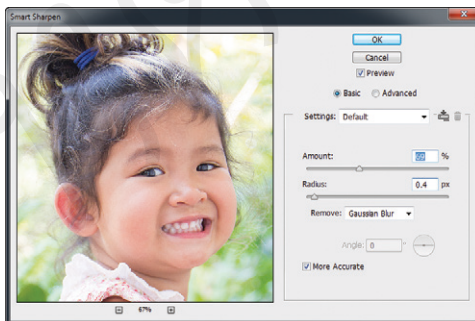 Smart Sharpen
OK
Cancel
Preview
Basic Advanced
Settings: Default
Amount: 69 %
Radius: 0.4 px
Remove: Gaussian Blur
Angle: 0 °
More Accurate
67%